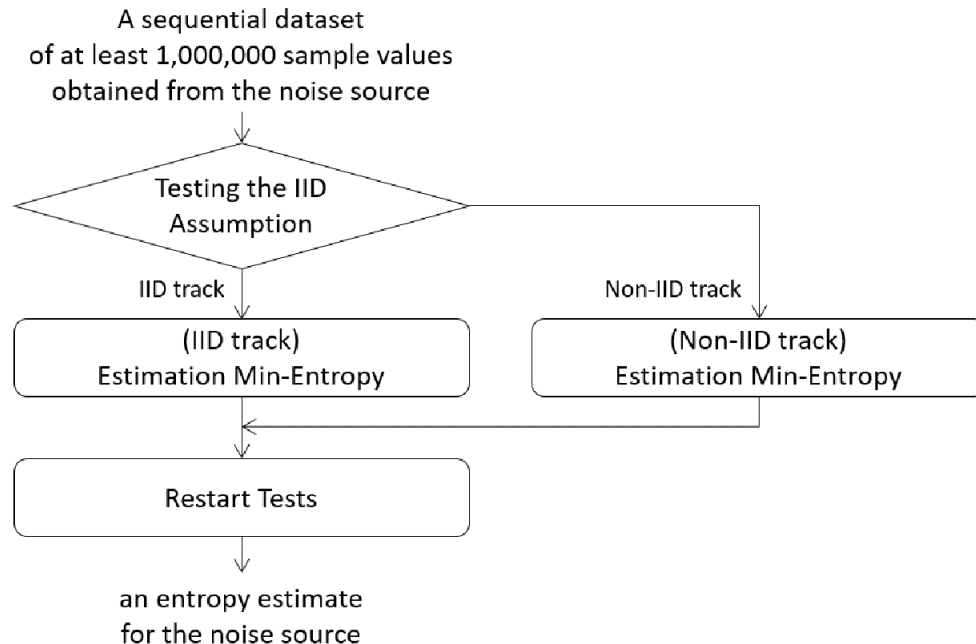 A sequential dataset
of at least 1,000,000 sample values
obtained from the noise source
Testing the IID
Assumption
IID track
Non-IID track
(IID track)
Estimation Min-Entropy
(Non-IID track)
Estimation Min-Entropy
Restart Tests
an entropy estimate
for the noise source